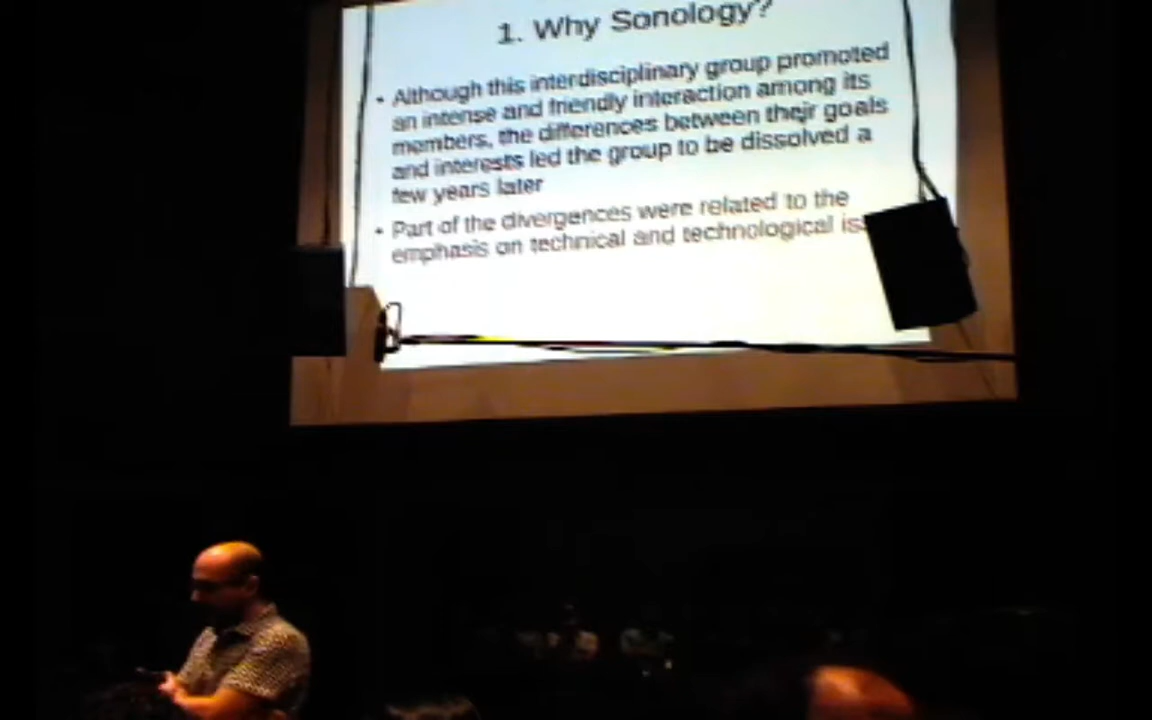 1. Why Sonology?
• Although this interdisciplinary group promoted
an intense and friendly interaction among its
members, the differences between their goals
and interests led the group to be dissolved a
few years later
• Part of the divergences were related to the
emphasis on technical and technological